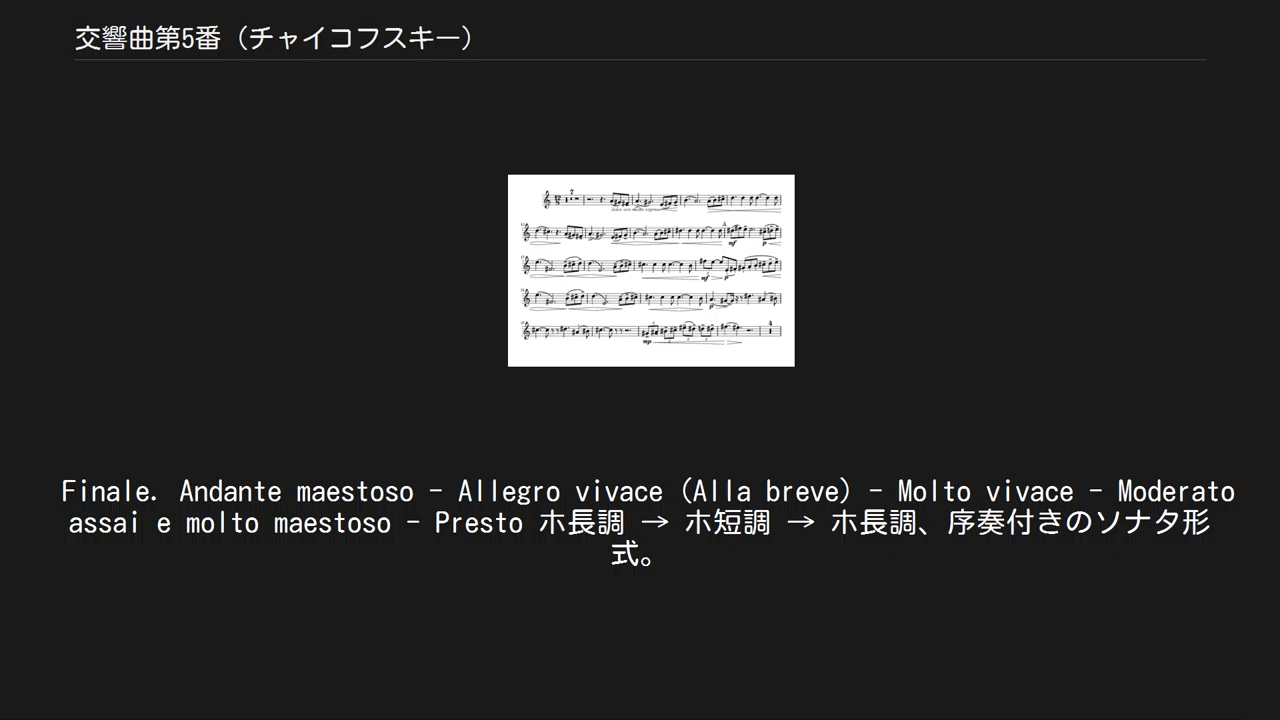 交響曲第5番（チャイコフスキー）
Finale. Andante maestoso - Allegro vivace (Alla breve) - Molto vivace - Moderato
assai e molto maestoso - Presto ホ長調 → ホ短調 → ホ長調、序奏付きのソナタ形
式。